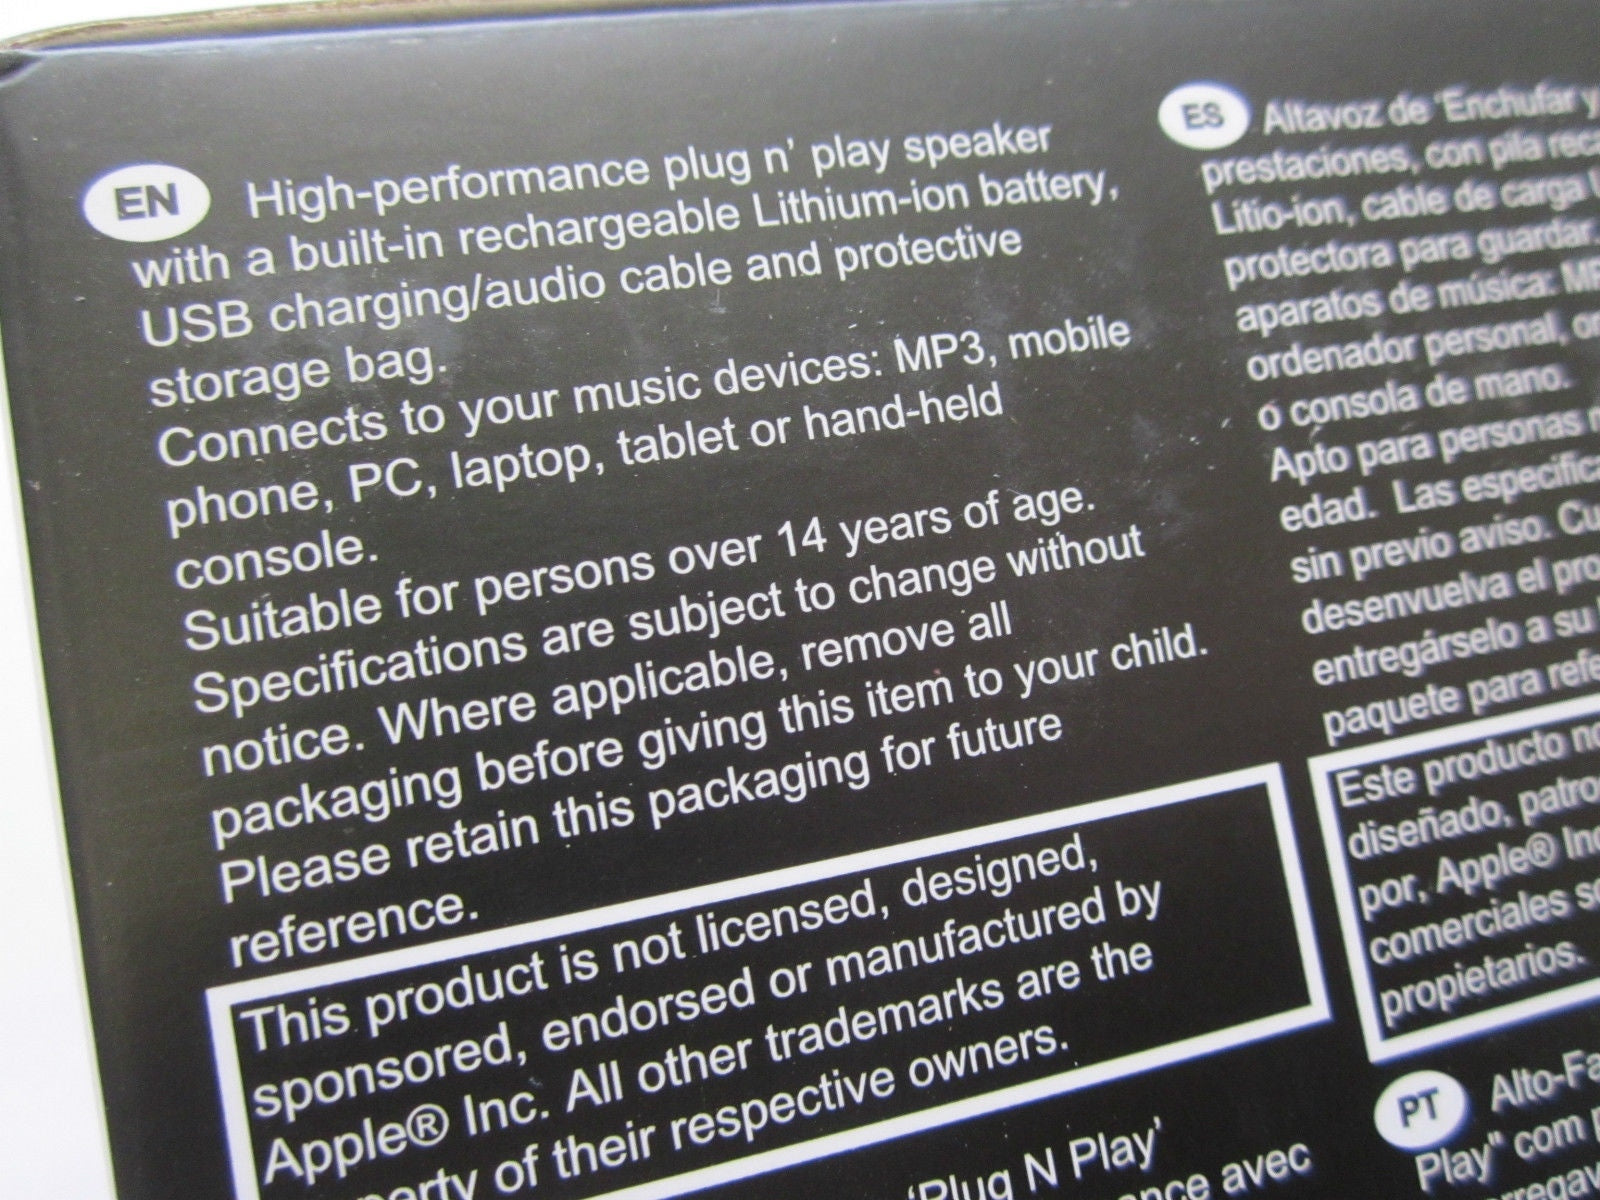 EN High-performance plug n' play speaker
with a built-in rechargeable Lithium-ion battery,
USB charging/audio cable and protective
storage bag.
Connects to your music devices: MP3, mobile
phone, PC, laptop, tablet or hand-held
console.
Suitable for persons over 14 years of age.
Specifications are subject to change without
notice. Where applicable, remove all
packaging before giving this item to your child.
Please retain this packaging for future
reference.
This product is not licensed, designed,
sponsored, endorsed or manufactured by
Apple® Inc. All other trademarks are the
of their respective owners.
'Plug N Play'
avec
ES Altavoz de 'Enchufar y
prestaciones, con pila
Litio-ion, cable de carga
protectora para guardar.
aparatos de música:
ordenador personal,
o consola de mano.
Apto para personas
edad. Las
sin previo aviso.
desenvuelva el
entregárselo a su
paquete para
Este producto
diseñado,
por, Apple® Inc
comerciales
propietarios.
PT
Play" com